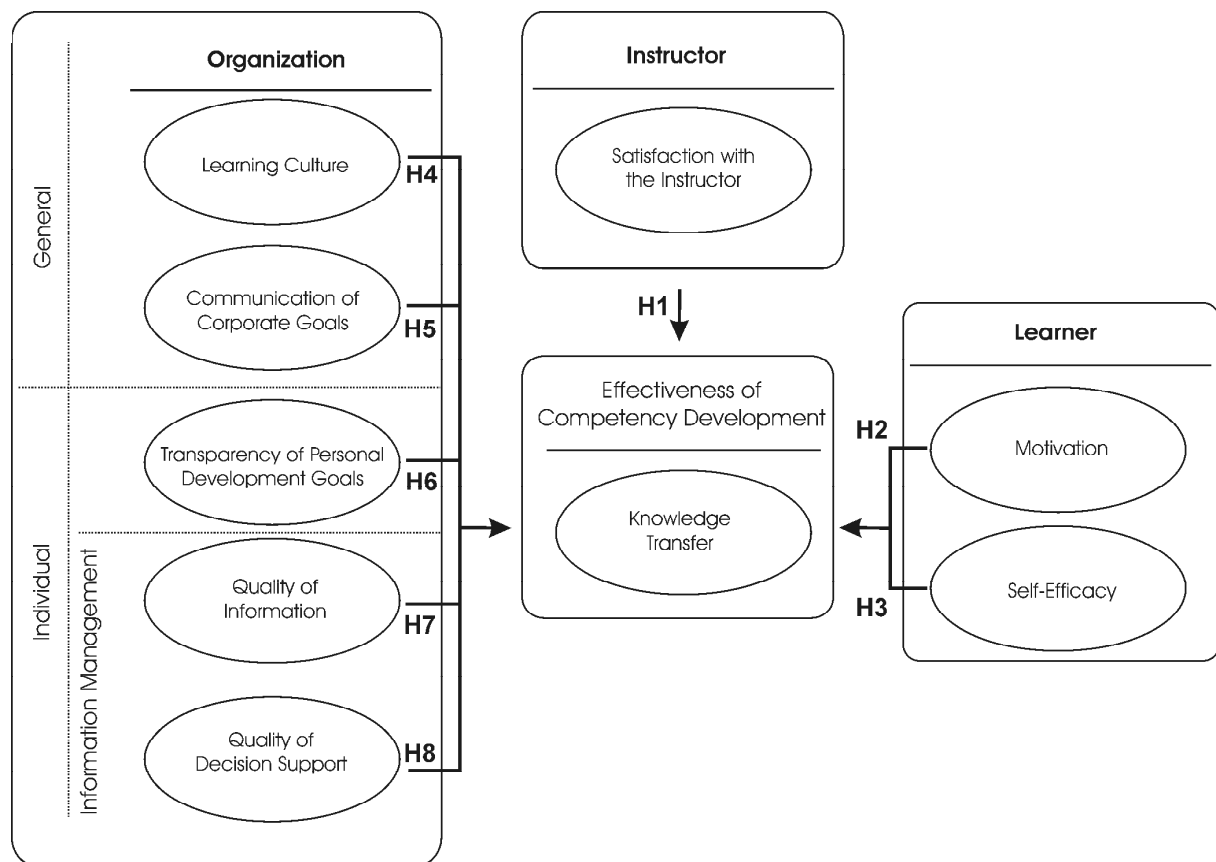 Organization
General
Learning Culture
H4
Communication of
Corporate Goals
H5
Individual
Transparency of Personal
Development Goals
H6
Information Management
Quality of
Information
H7
Quality of
Decision Support
H8
Instructor
Satisfaction with
the Instructor
H1
Effectiveness of
Competency Development
Knowledge
Transfer
Learner
H2
Motivation
H3
Self-Efficacy